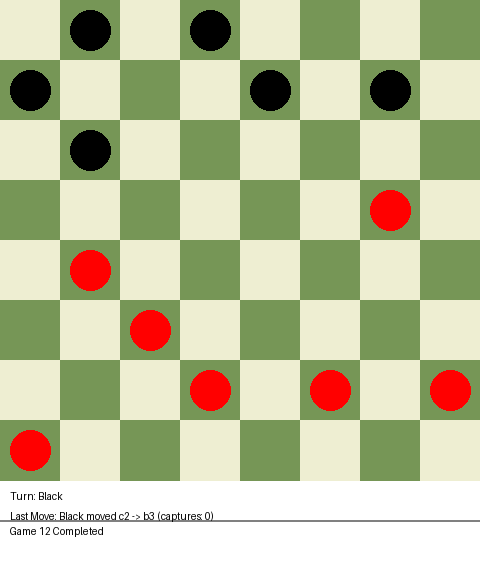 Turn: Black
Last Move: Black moved c2 -> b3 (captures: 0)
Game 12 Completed